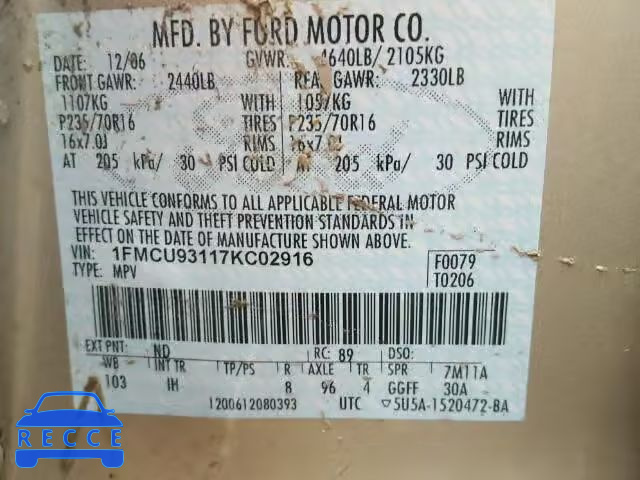 MFD. BY FORD MOTOR CO.
DATE: 12/06 GVWR: 4640LB/ 2105KG
FRONT GAWR: 2440LB REA GAWR: 2330LB
1107KG WITH 1057KG WITH
P235/70R16 TIRES P235/70R16 TIRES
16x7.0J RIMS 16x7.0J RIMS
AT 205 kPa/ 30 PSI COLD AT 205 kPa/ 30 PSI COLD
THIS VEHICLE CONFORMS TO ALL APPLICABLE FEDERAL MOTOR
VEHICLE SAFETY AND THEFT PREVENTION STANDARDS IN
EFFECT ON THE DATE OF MANUFACTURE SHOWN ABOVE.
VIN: 1FMCU93117KC02916 F0079
TYPE: MPV T0206
EXT PNT: ND RC: 89 DSO:
WB INT TR TP/PS R AXLE TR SPR 7M11A
103 IH 8 96 4 GGFF 30A
1200612080393 UTC ▽5U5A-1520472-BA
RECCE